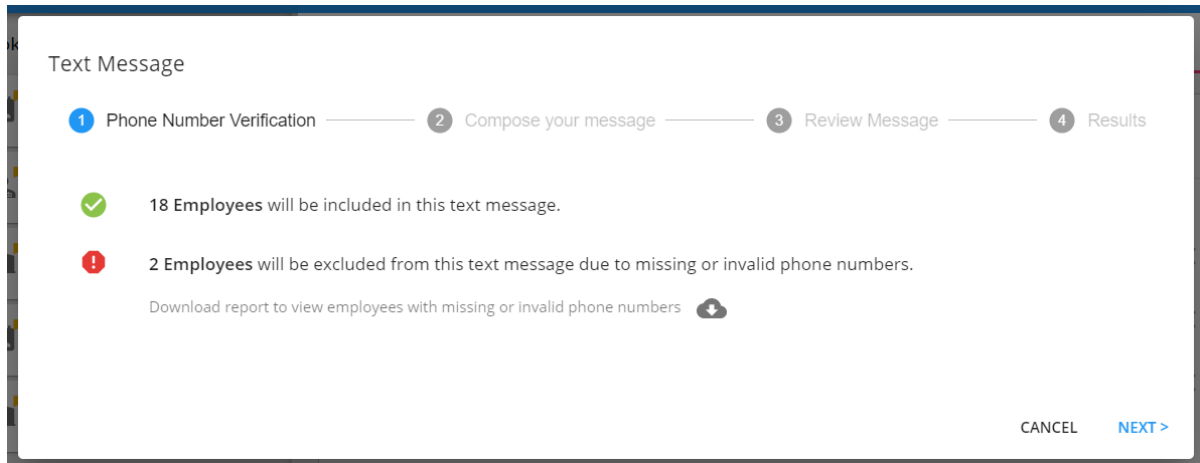 Text Message
1 Phone Number Verification 2 Compose your message 3 Review Message 4 Results
18 Employees will be included in this text message.
2 Employees will be excluded from this text message due to missing or invalid phone numbers.
Download report to view employees with missing or invalid phone numbers
CANCEL NEXT >